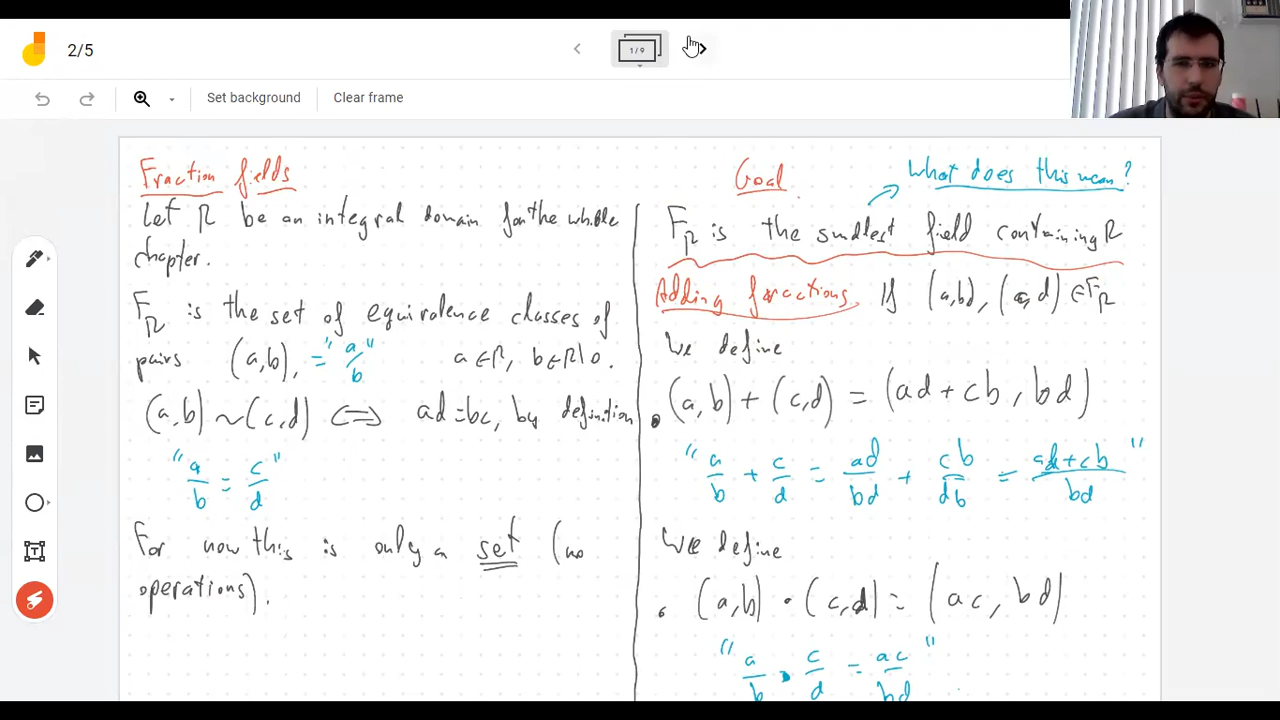 2/5
1/9
Set background
Clear frame
Fraction fields
Let R be an integral domain for the whole
chapter.
F_R is the set of equivalence classes of
pairs (a,b), = "a/b" a∈R, b∈R\0.
(a,b) ~ (c,d) ⟺ ad=bc, by definition
"a/b = c/d"
For now this is only a set (no
operations).
Goal
What does this mean?
F_R is the smallest field containing R
Adding fractions If (a,b), (c,d) ∈ F_R
We define
(a,b) + (c,d) = (ad+cb, bd)
"a/b + c/d = ad/bd + cb/db = ad+cb/bd"
We define
(a,b) · (c,d) = (ac, bd)
"a/b · c/d = ac/bd"